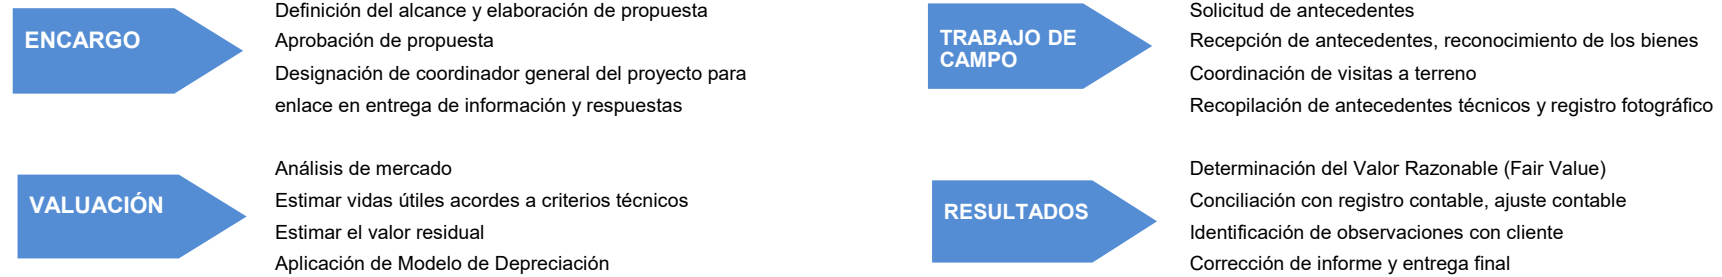 ENCARGO
Definición del alcance y elaboración de propuesta
Aprobación de propuesta
Designación de coordinador general del proyecto para
enlace en entrega de información y respuestas
TRABAJO DE
CAMPO
Solicitud de antecedentes
Recepción de antecedentes, reconocimiento de los bienes
Coordinación de visitas a terreno
Recopilación de antecedentes técnicos y registro fotográfico
VALUACIÓN
Análisis de mercado
Estimar vidas útiles acordes a criterios técnicos
Estimar el valor residual
Aplicación de Modelo de Depreciación
RESULTADOS
Determinación del Valor Razonable (Fair Value)
Conciliación con registro contable, ajuste contable
Identificación de observaciones con cliente
Corrección de informe y entrega final